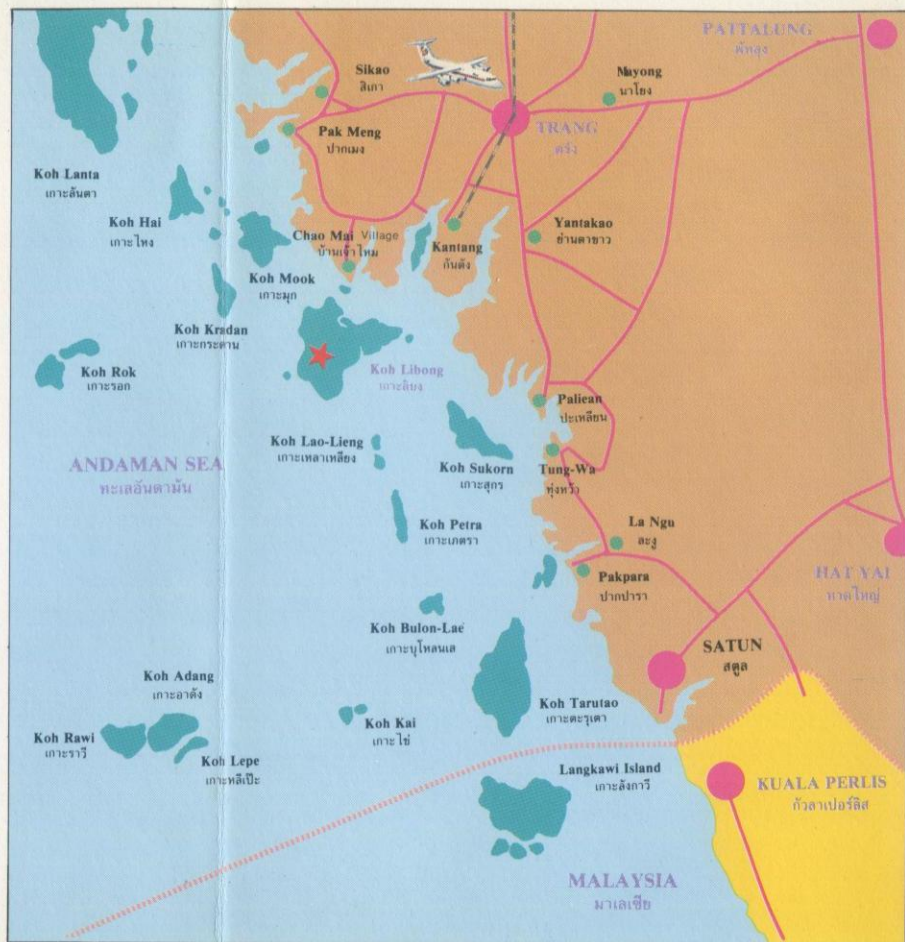 PATTALUNG
พัทลุง
Sikao
สิเกา
Mayong
นาโยง
TRANG
ตรัง
Pak Meng
ปากเมง
Koh Lanta
เกาะลันตา
Koh Hai
เกาะไหง
Chao Mai Village
บ้านเจ้าไหม
Kantang
กันตัง
Yantakao
ย่านตาขาว
Koh Mook
เกาะมุก
Koh Kradan
เกาะกระดาน
Koh Rok
เกาะรอก
Koh Libong
เกาะลิบง
Paliean
ปะเหลียน
Koh Lao-Lieng
เกาะเหลาเหลียง
ANDAMAN SEA
ทะเลอันดามัน
Koh Sukorn
เกาะสุกร
Tung-Wa
ทุ่งหว้า
Koh Petra
เกาะเภตรา
La Ngu
ละงู
HAT YAI
หาดใหญ่
Pakpara
ปากปารา
Koh Bulon-Lae
เกาะบุโหลนเล
SATUN
สตูล
Koh Adang
เกาะอาดัง
Koh Tarutao
เกาะตะรุเตา
Koh Kai
เกาะไข่
Koh Rawi
เกาะราวี
Koh Lepe
เกาะหลีเป๊ะ
Langkawi Island
เกาะลังกาวี
KUALA PERLIS
กัวลาเปอร์ลิส
MALAYSIA
มาเลเซีย